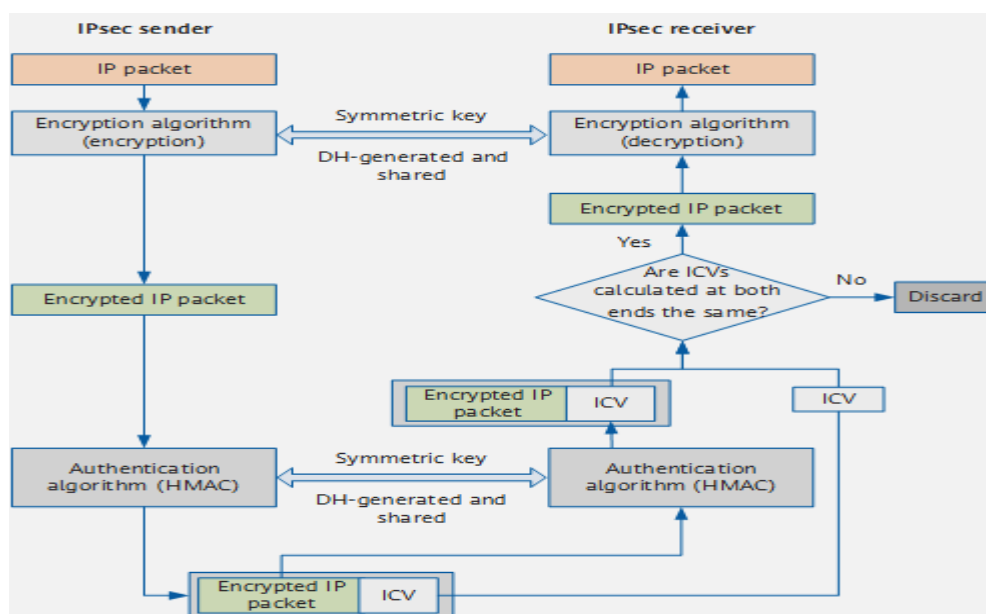 IPsec sender
IPsec receiver
IP packet
IP packet
Encryption algorithm
(encryption)
Symmetric key
DH-generated and
shared
Encryption algorithm
(decryption)
Encrypted IP packet
Yes
Are ICVs
calculated at both
ends the same?
No
Discard
Encrypted IP packet
Encrypted IP
packet
ICV
ICV
Authentication
algorithm (HMAC)
Symmetric key
DH-generated and
shared
Authentication
algorithm (HMAC)
Encrypted IP
packet
ICV